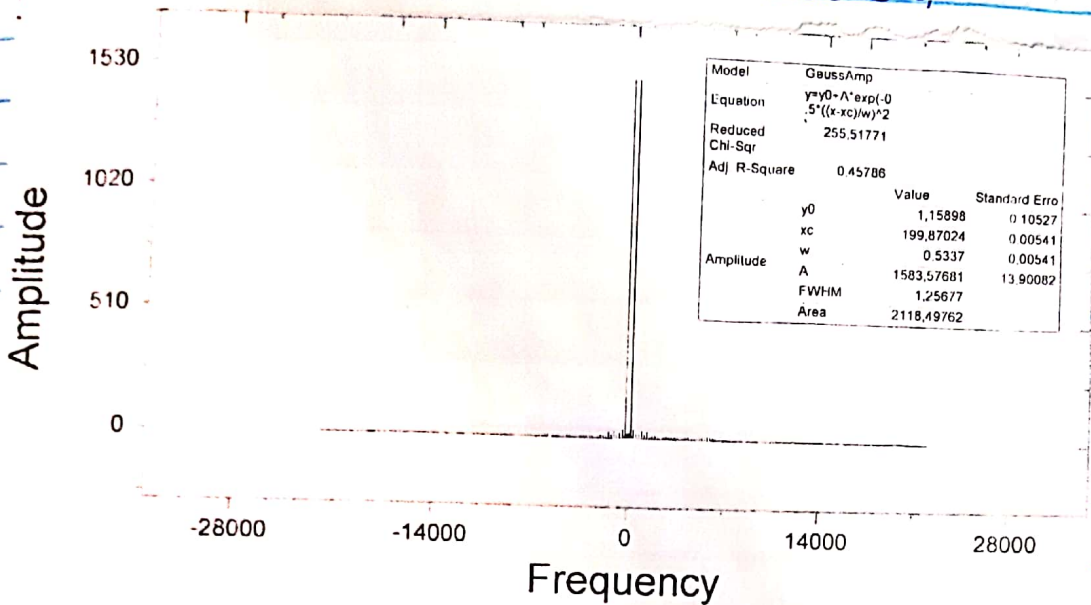 1530
1020
510
0
Amplitude
-28000 -14000 0 14000 28000
Frequency
Model GaussAmp
Equation y=y0+A*exp(-0
.5*((x-xc)/w)^2
Reduced 255,51771
Chi-Sqr
Adj R-Square 0,45786
Value Standard Erro
y0 1,15898 0.10527
xc 199,87024 0.00541
w 0.5337 0,00541
Amplitude A 1583,57681 13,90082
FWHM 1,25677
Area 2118,49762